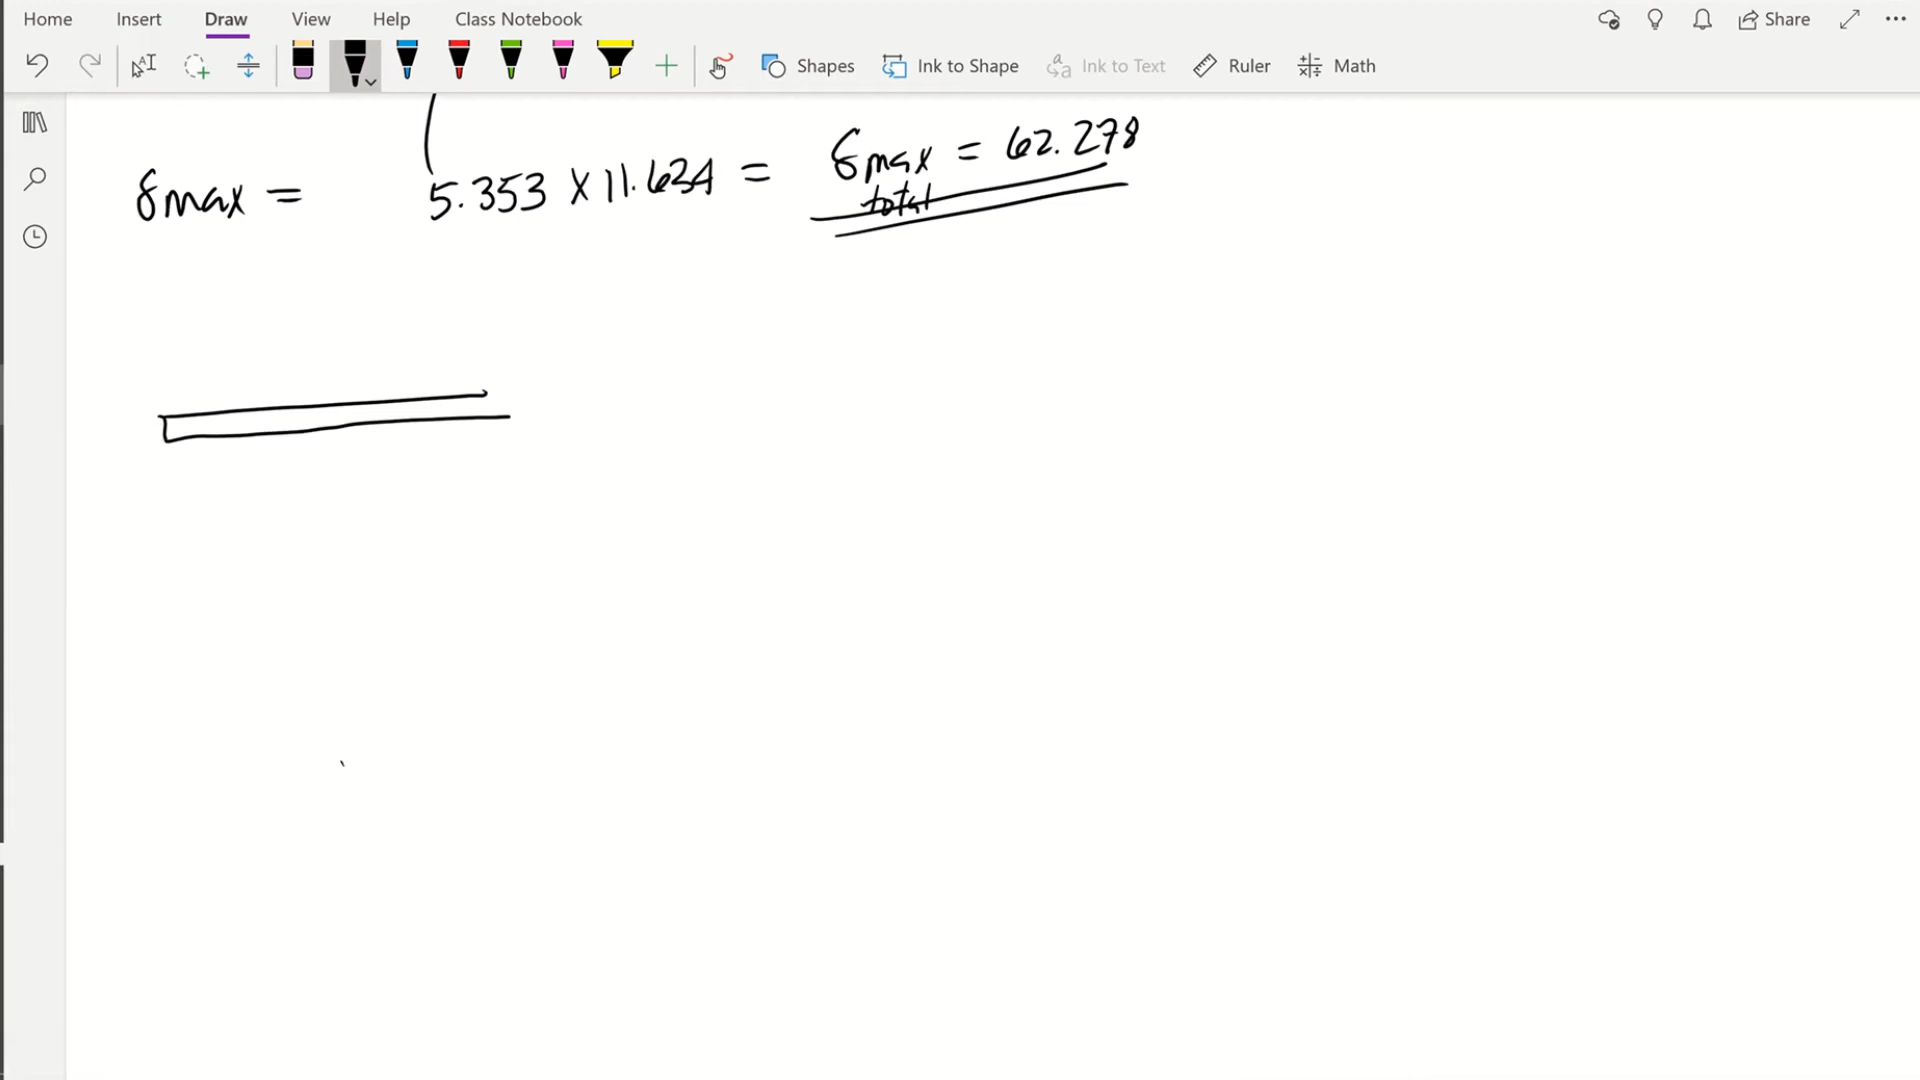 Home Insert Draw View Help Class Notebook Share
Shapes Ink to Shape Ink to Text Ruler Math
δmax = 5.353 × 11.634 = δmax = 62.278
total